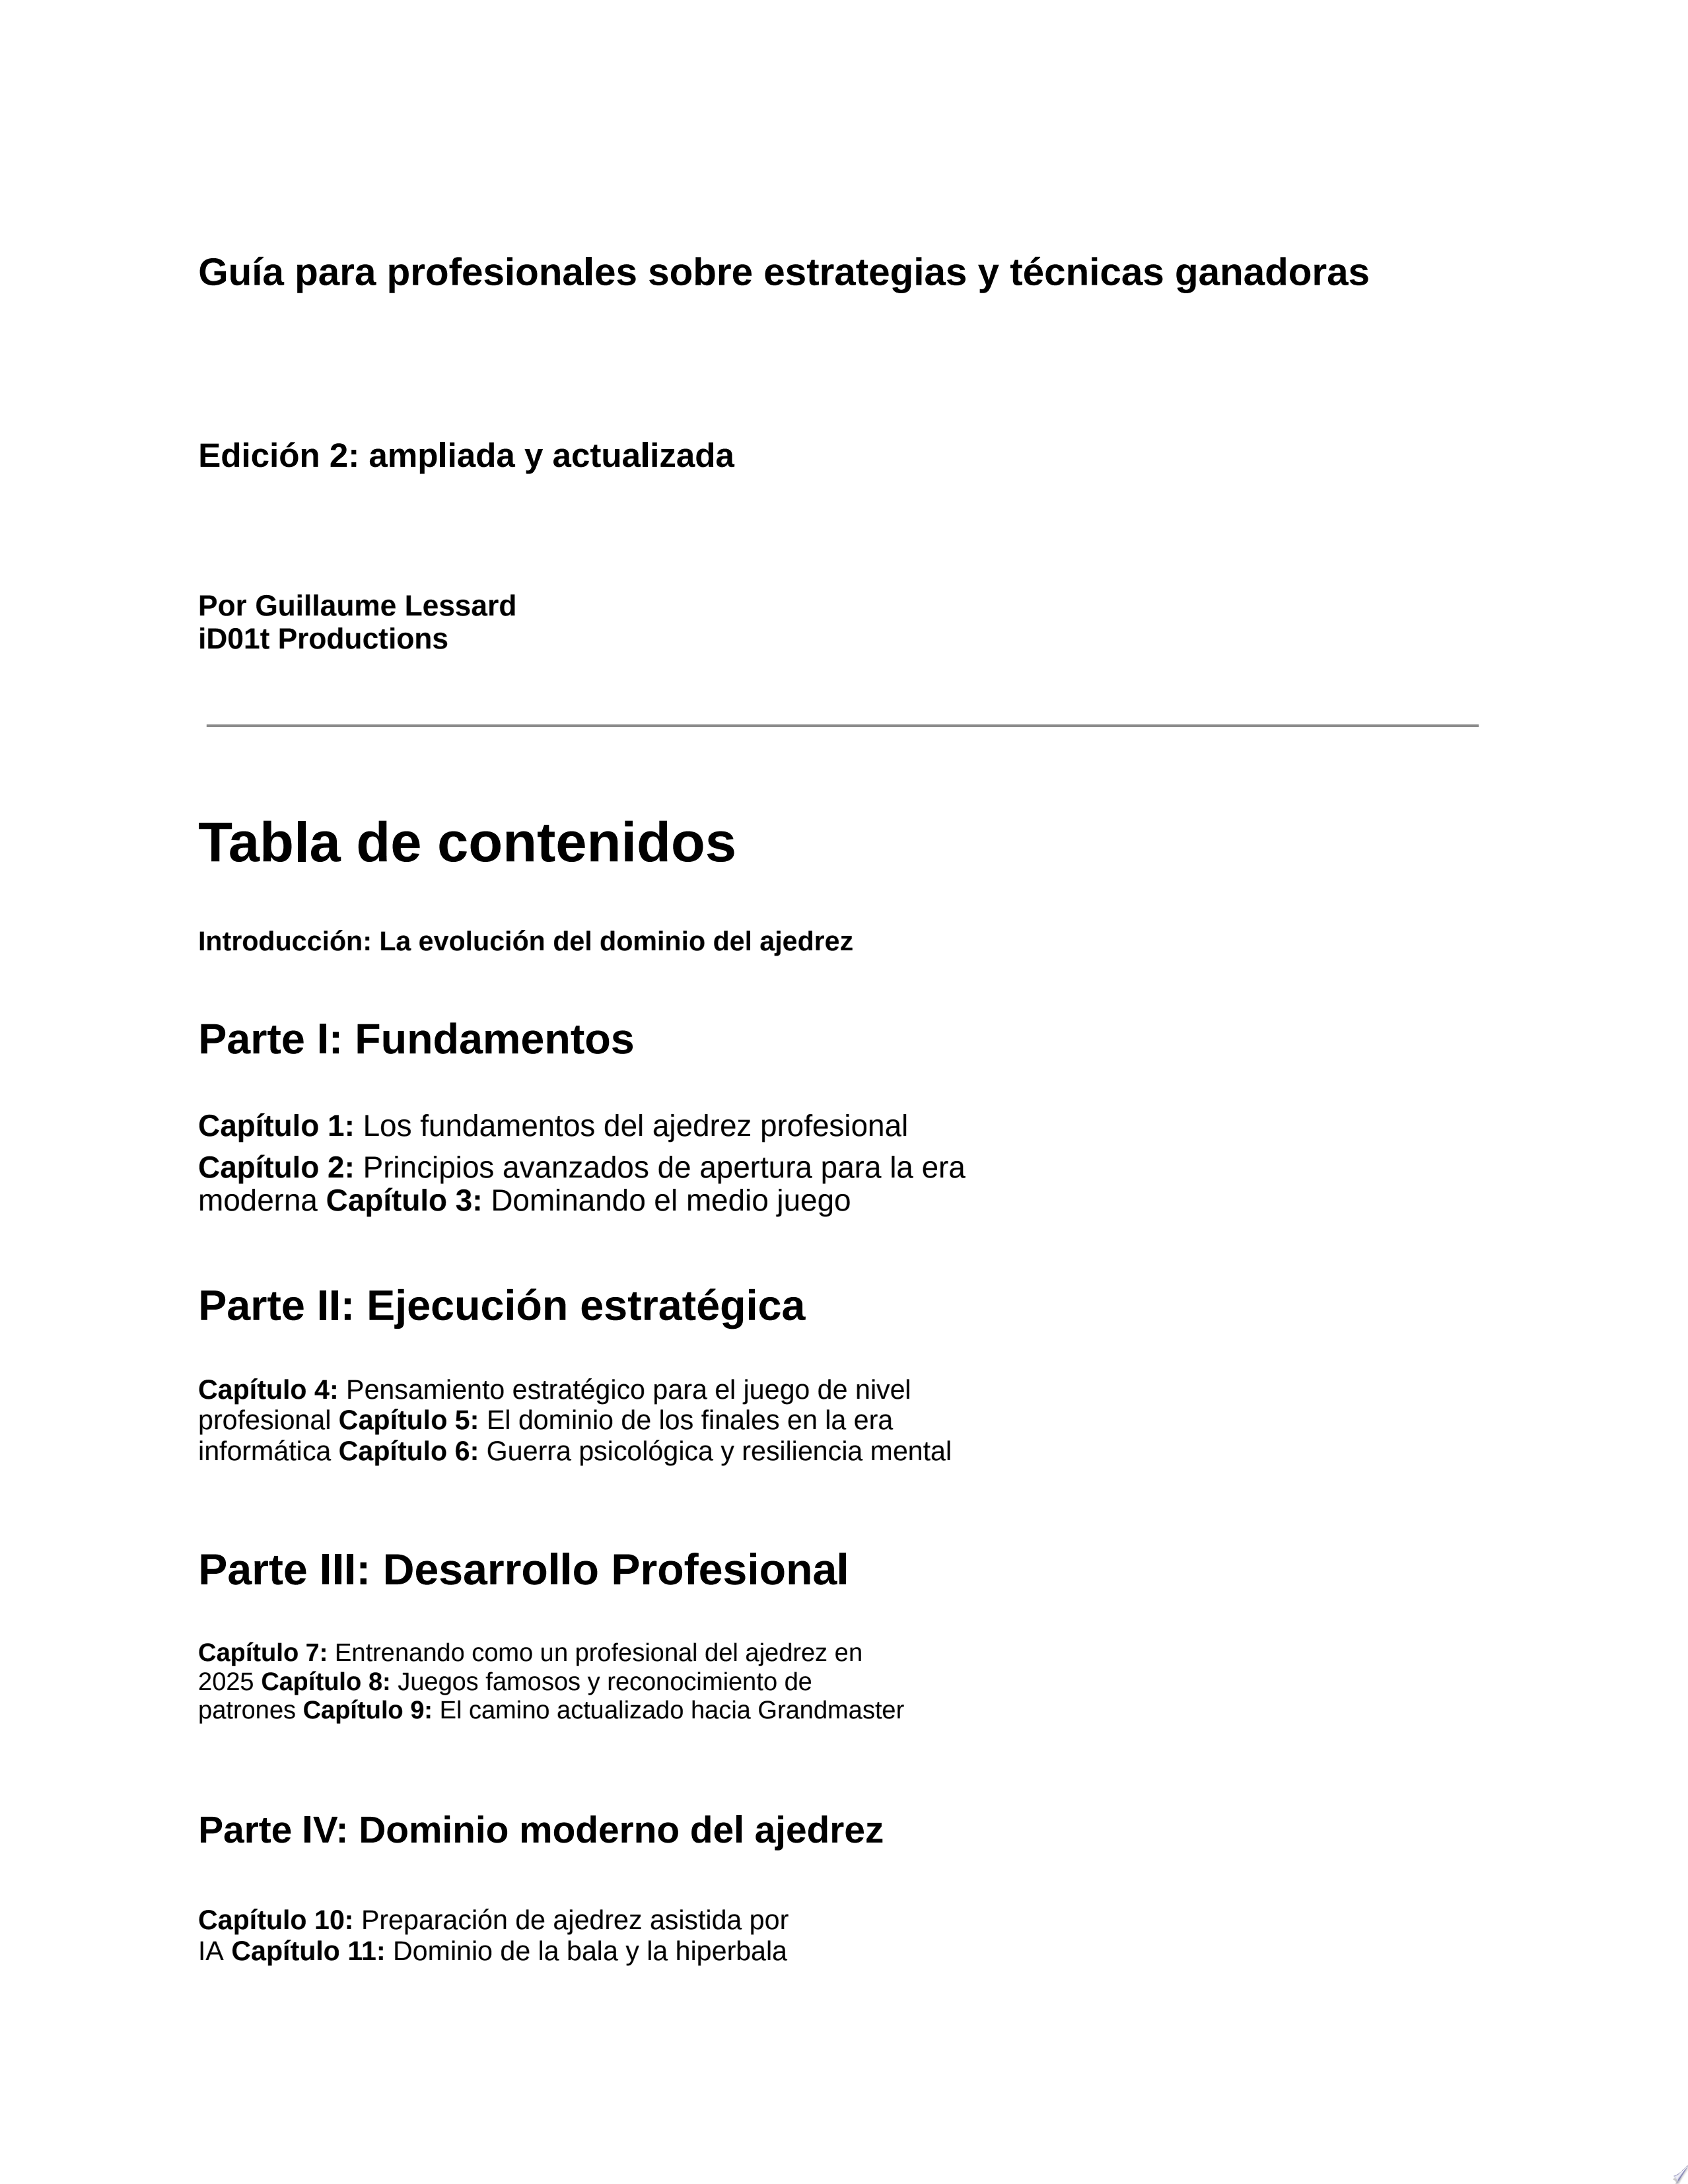 Guía para profesionales sobre estrategias y técnicas ganadoras
Edición 2: ampliada y actualizada
Por Guillaume Lessard
iD01t Productions
Tabla de contenidos
Introducción: La evolución del dominio del ajedrez
Parte I: Fundamentos
Capítulo 1: Los fundamentos del ajedrez profesional
Capítulo 2: Principios avanzados de apertura para la era
moderna Capítulo 3: Dominando el medio juego
Parte II: Ejecución estratégica
Capítulo 4: Pensamiento estratégico para el juego de nivel
profesional Capítulo 5: El dominio de los finales en la era
informática Capítulo 6: Guerra psicológica y resiliencia mental
Parte III: Desarrollo Profesional
Capítulo 7: Entrenando como un profesional del ajedrez en
2025 Capítulo 8: Juegos famosos y reconocimiento de
patrones Capítulo 9: El camino actualizado hacia Grandmaster
Parte IV: Dominio moderno del ajedrez
Capítulo 10: Preparación de ajedrez asistida por
IA Capítulo 11: Dominio de la bala y la hiperbala